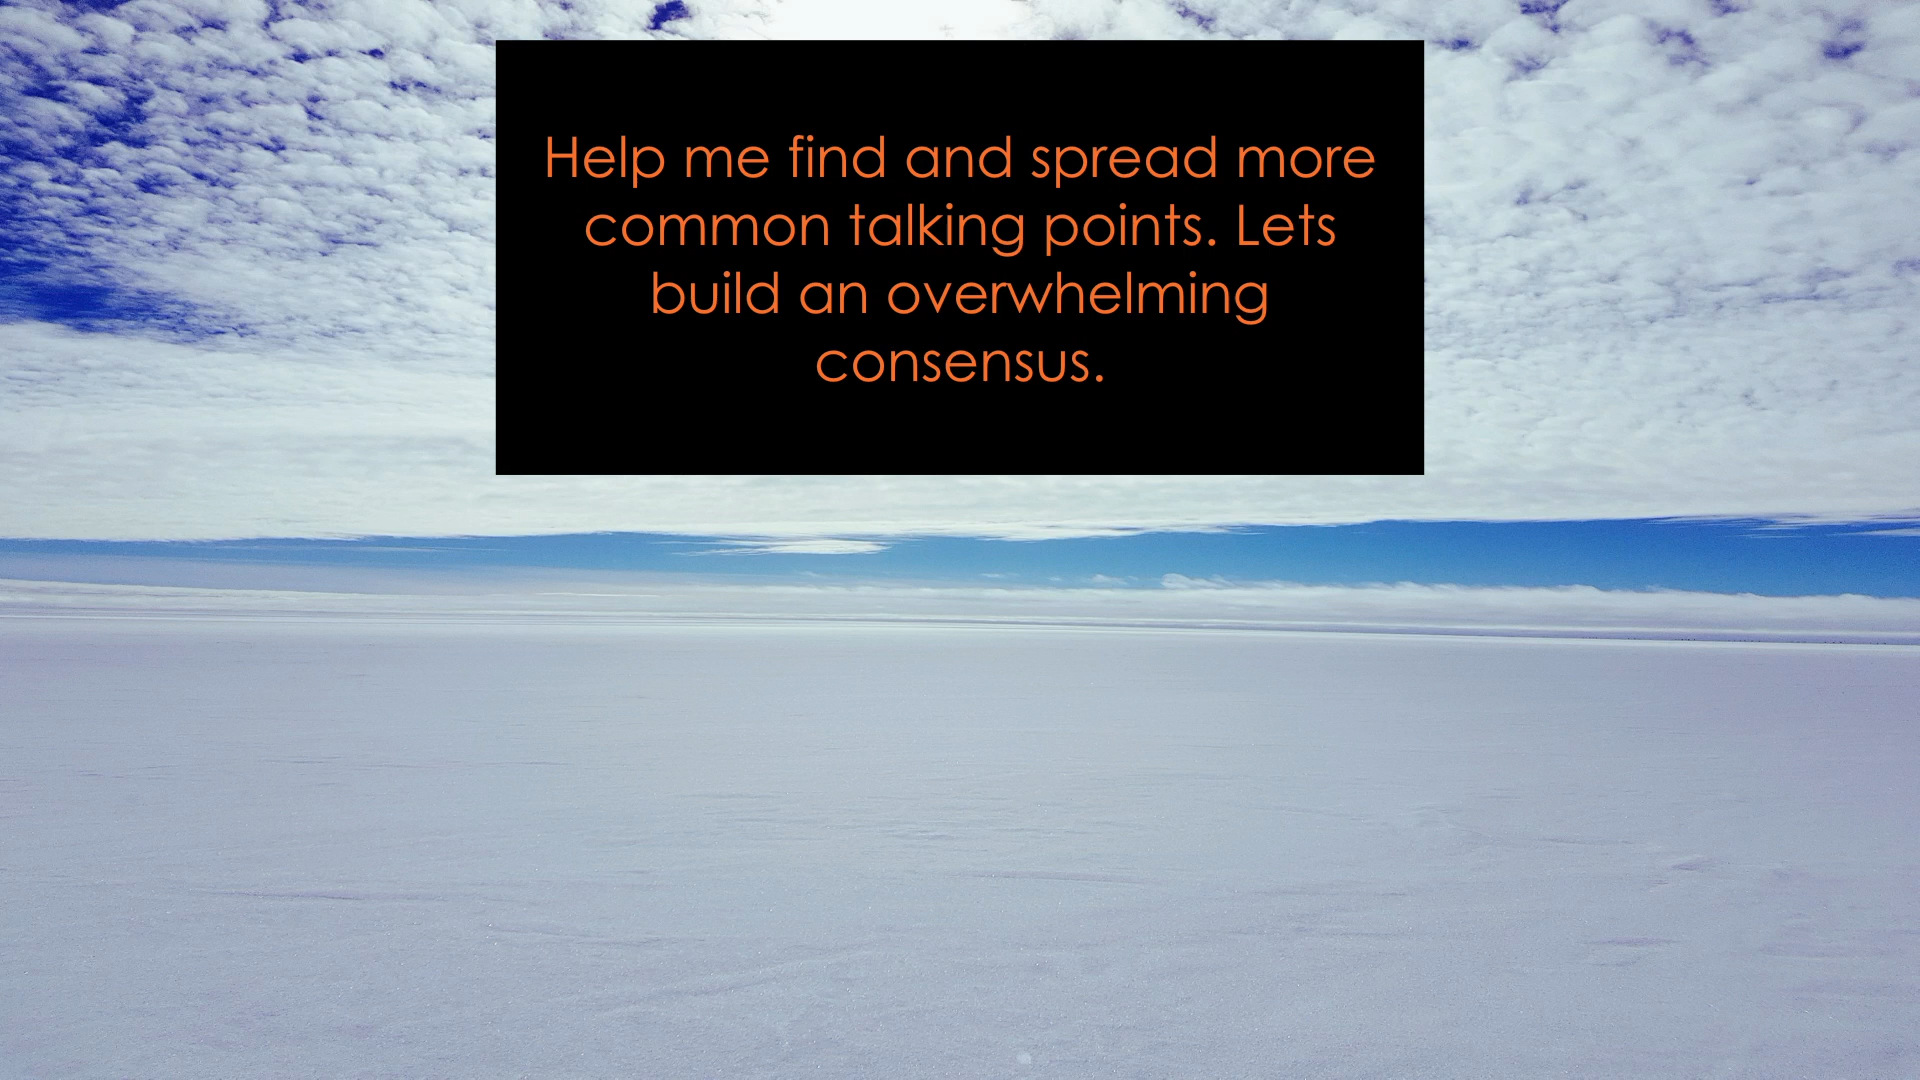 Help me find and spread more
common talking points. Lets
build an overwhelming
consensus.